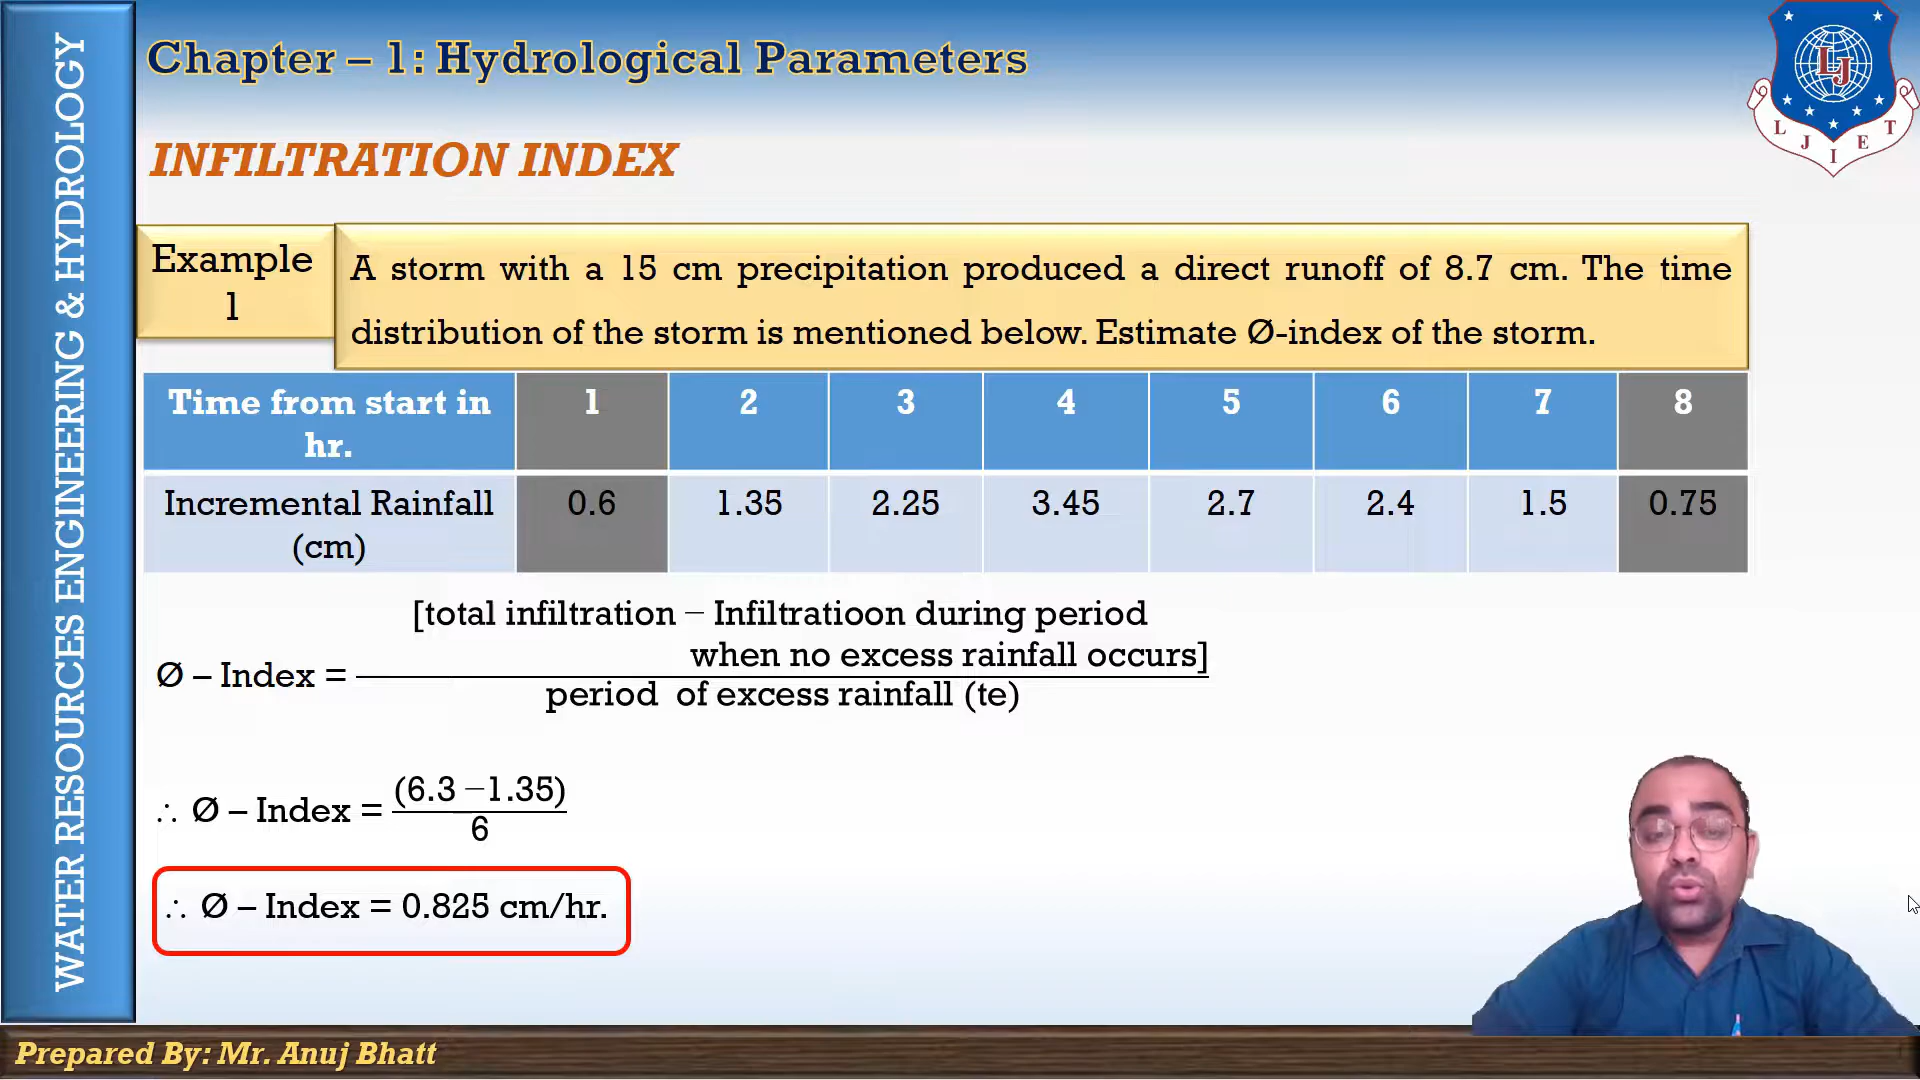 Chapter – 1: Hydrological Parameters
INFILTRATION INDEX
WATER RESOURCES ENGINEERING & HYDROLOGY
LJ
L J I E T
Example
1
A storm with a 15 cm precipitation produced a direct runoff of 8.7 cm. The time
distribution of the storm is mentioned below. Estimate Ø-index of the storm.
Time from start in hr. 1 2 3 4 5 6 7 8
Incremental Rainfall (cm) 0.6 1.35 2.25 3.45 2.7 2.4 1.5 0.75
[total infiltration − Infiltratioon during period
when no excess rainfall occurs]
Ø – Index =
period of excess rainfall (te)
∴ Ø – Index = (6.3 −1.35)
6
∴ Ø – Index = 0.825 cm/hr.
Prepared By: Mr. Anuj Bhatt